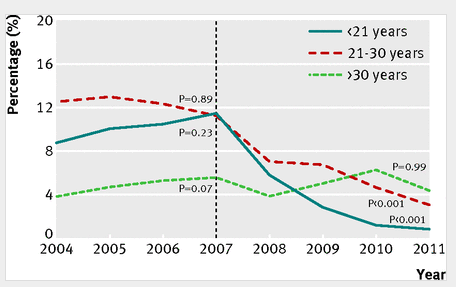 Percentage (%)
20
16
12
8
4
0
<21 years
21-30 years
>30 years
P=0.89
P=0.23
P=0.07
P=0.99
P<0.001
P<0.001
2004 2005 2006 2007 2008 2009 2010 2011
Year